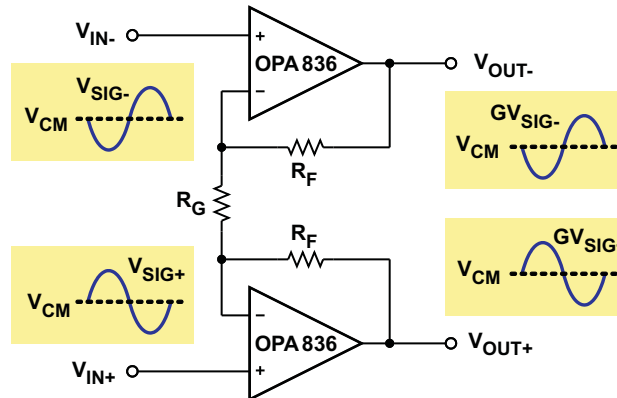 VIN-
+
OPA 836
VOUT-
−
VSIG-
VCM
GVSIG-
VCM
RF
RG
RF
VSIG+
VCM
GVSIG
VCM
−
OPA 836
VOUT+
VIN+
+